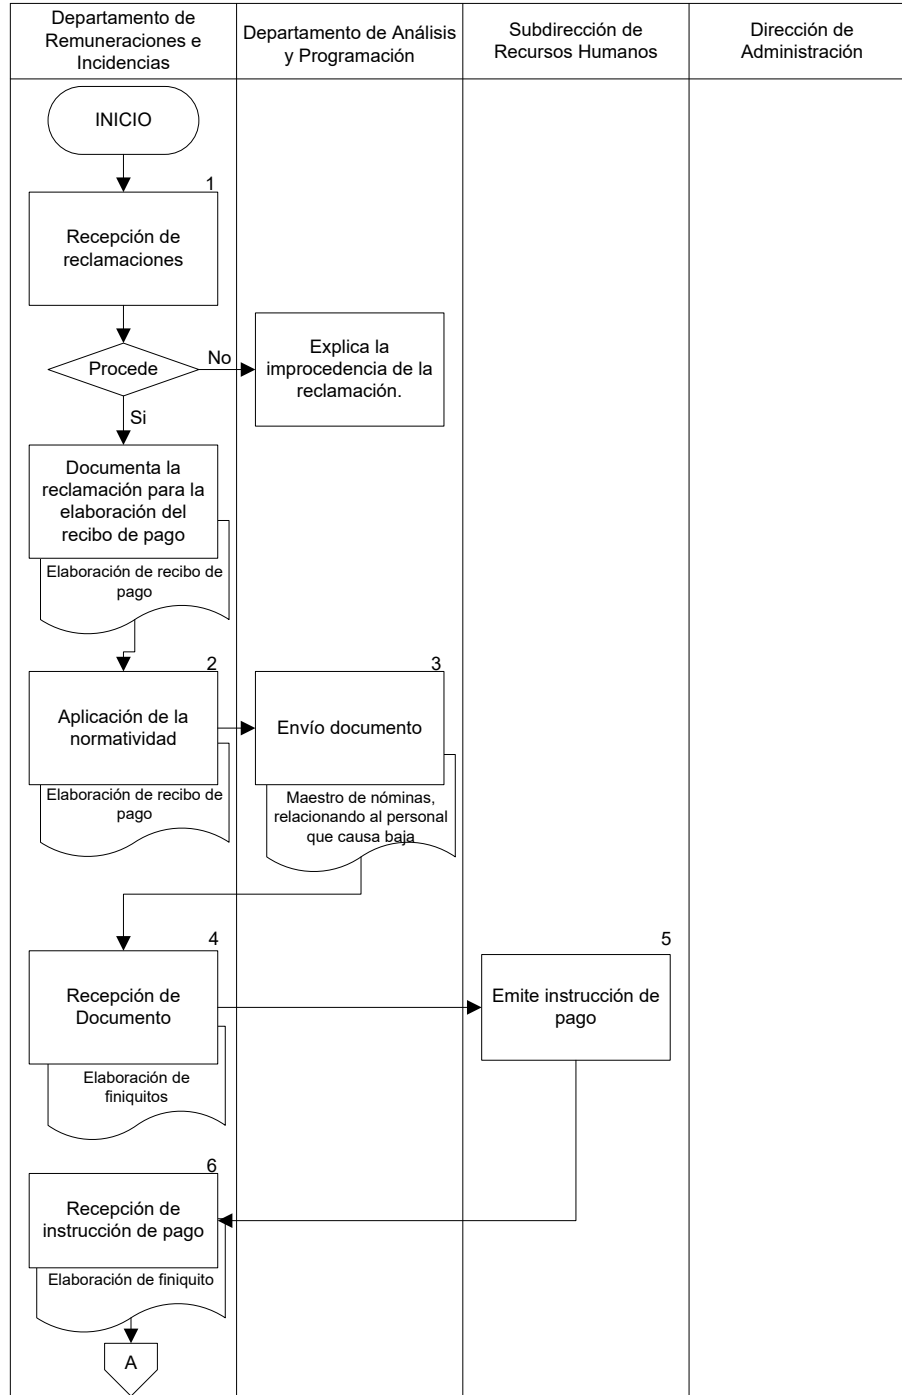 Departamento de
Remuneraciones e
Incidencias
Departamento de Análisis
y Programación
Subdirección de
Recursos Humanos
Dirección de
Administración
INICIO
1
Recepción de
reclamaciones
Procede
No
Explica la
improcedencia de la
reclamación.
Si
Documenta la
reclamación para la
elaboración del
recibo de pago
Elaboración de recibo de
pago
2
Aplicación de la
normatividad
Elaboración de recibo de
pago
3
Envío documento
Maestro de nóminas,
relacionando al personal
que causa baja
4
Recepción de
Documento
Elaboración de
finiquitos
5
Emite instrucción de
pago
6
Recepción de
instrucción de pago
Elaboración de finiquito
A